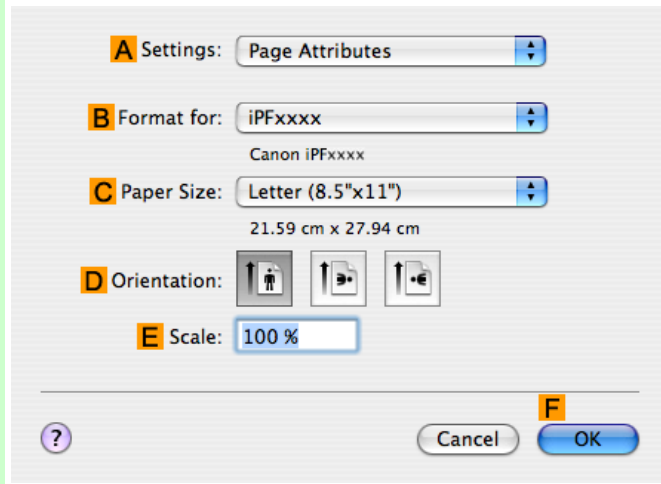 A Settings: Page Attributes
B Format for: iPFxxxx
Canon iPFxxxx
C Paper Size: Letter (8.5"x11")
21.59 cm x 27.94 cm
D Orientation:
E Scale: 100 %
F
? Cancel OK